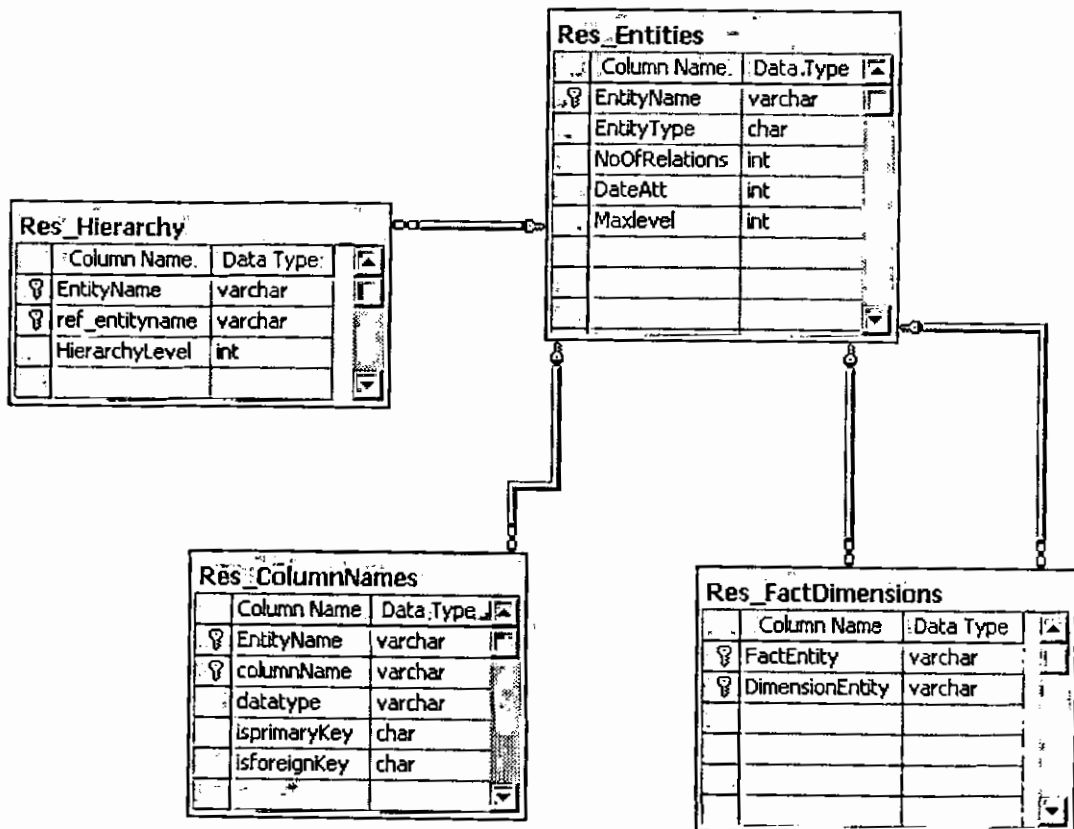 Res_Entities
Column Name Data Type
EntityName varchar
EntityType char
NoOfRelations int
DateAtt int
Maxlevel int
Res_Hierarchy
Column Name Data Type
EntityName varchar
ref_entityname varchar
HierarchyLevel int
Res_ColumnNames
Column Name Data Type
EntityName varchar
columnName varchar
datatype varchar
isprimaryKey char
isforeignKey char
Res_FactDimensions
Column Name Data Type
FactEntity varchar
DimensionEntity varchar